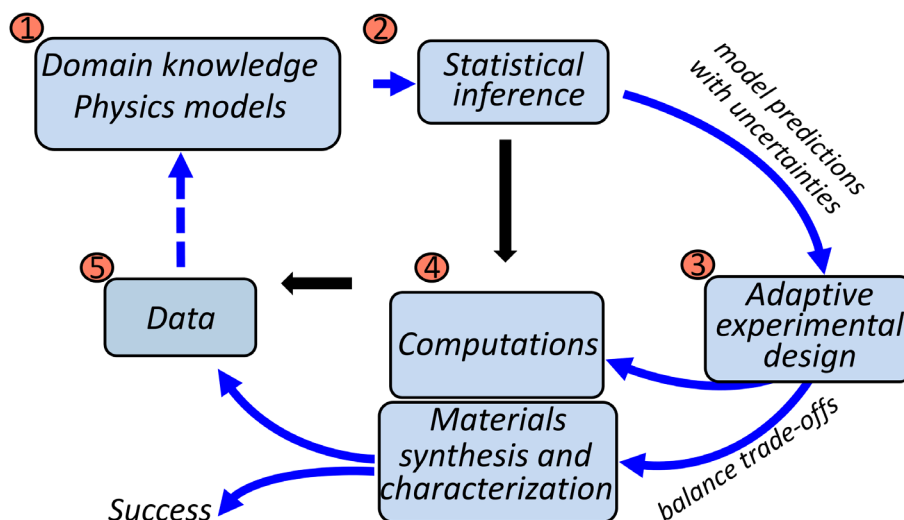 1
Domain knowledge
Physics models
2
Statistical
inference
model predictions
with uncertainties
3
Adaptive
experimental
design
4
Computations
5
Data
Materials
synthesis and
characterization
balance trade-offs
Success